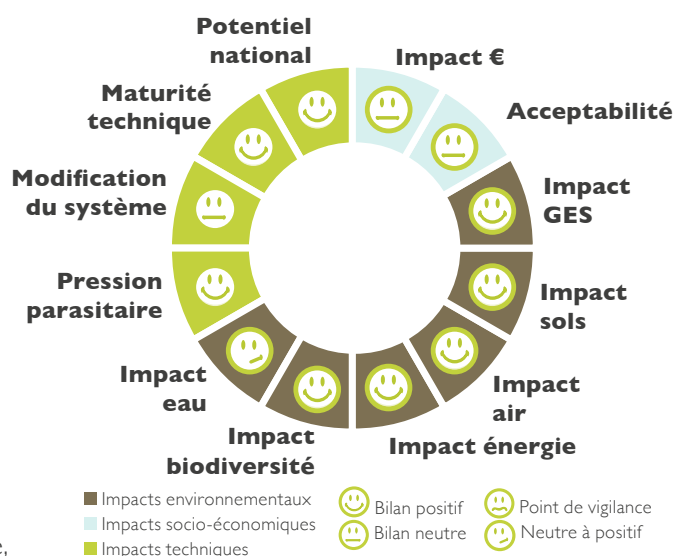 Potentiel
national
Impact €
Maturité
technique
Acceptabilité
Modification
du système
Impact
GES
Pression
parasitaire
Impact
sols
Impact
eau
Impact
air
Impact
biodiversité
Impact énergie
Impacts environnementaux
Impacts socio-économiques
Impacts techniques
Bilan positif
Bilan neutre
Point de vigilance
Neutre à positif